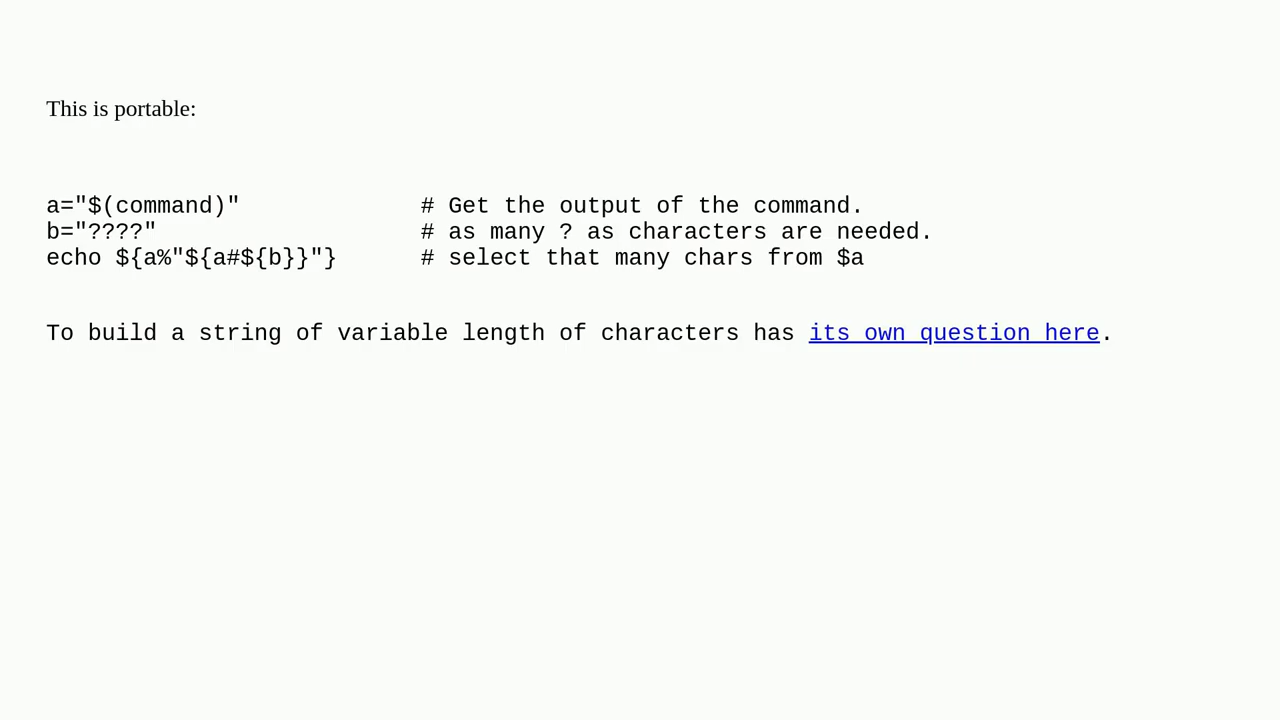 This is portable:
a="$(command)"             # Get the output of the command.
b="????"                   # as many ? as characters are needed.
echo ${a%"${a#${b}}"}      # select that many chars from $a
To build a string of variable length of characters has its own question here.